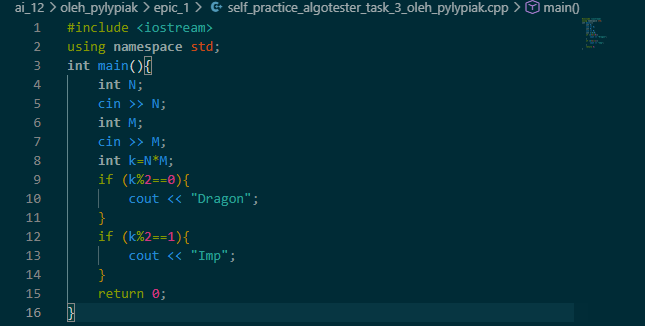 ai_12 > oleh_pylypiak > epic_1 > self_practice_algotester_task_3_oleh_pylypiak.cpp > main()
1 #include <iostream>
2 using namespace std;
3 int main(){
4     int N;
5     cin >> N;
6     int M;
7     cin >> M;
8     int k=N*M;
9     if (k%2==0){
10         cout << "Dragon";
11     }
12     if (k%2==1){
13         cout << "Imp";
14     }
15     return 0;
16 }